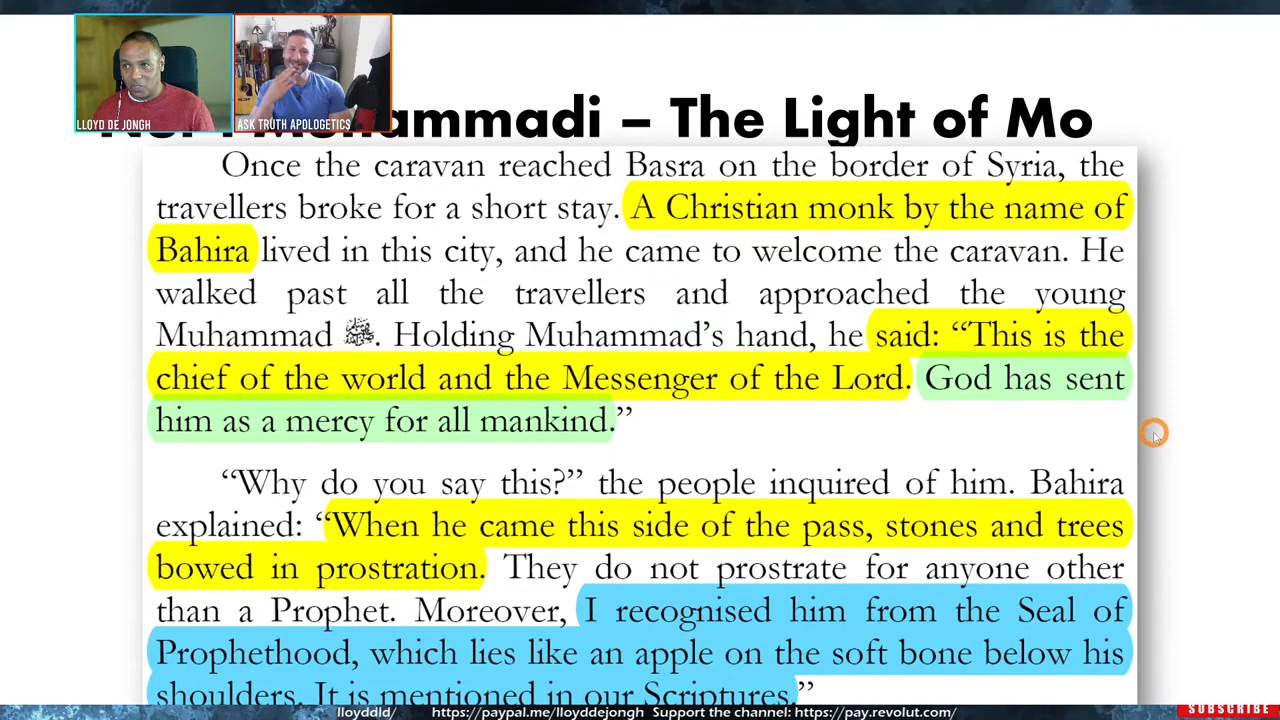 LLOYD DE JONGH
ASK TRUTH APOLOGETICS
ammadi – The Light of Mo
Once the caravan reached Basra on the border of Syria, the
travellers broke for a short stay. A Christian monk by the name of
Bahira lived in this city, and he came to welcome the caravan. He
walked past all the travellers and approached the young
Muhammad ﷺ. Holding Muhammad’s hand, he said: “This is the
chief of the world and the Messenger of the Lord. God has sent
him as a mercy for all mankind.”
“Why do you say this?” the people inquired of him. Bahira
explained: “When he came this side of the pass, stones and trees
bowed in prostration. They do not prostrate for anyone other
than a Prophet. Moreover, I recognised him from the Seal of
Prophethood, which lies like an apple on the soft bone below his
shoulders. It is mentioned in our Scriptures.”
lloyddld/ https://paypal.me/lloyddejongh Support the channel: https://pay.revolut.com/
SUBSCRIBE